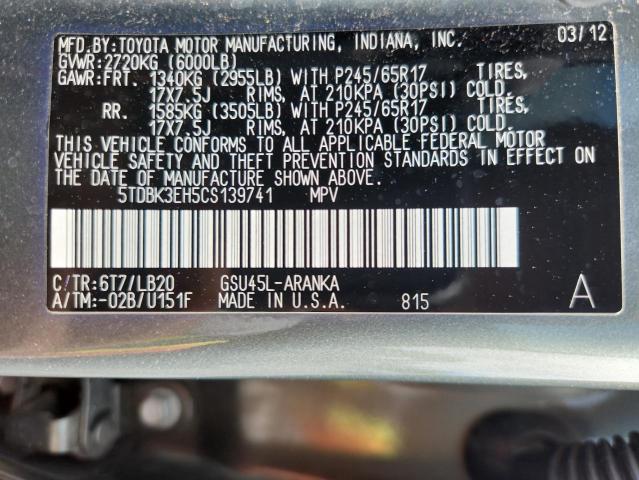 MFD.BY:TOYOTA MOTOR MANUFACTURING, INDIANA, INC. 03/12
GVWR:2720KG (6000LB)
GAWR:FRT. 1340KG (2955LB) WITH P245/65R17 TIRES,
17X7.5J RIMS, AT 210KPA (30PSI) COLD.
RR. 1585KG (3505LB) WITH P245/65R17 TIRES,
17X7.5J RIMS, AT 210KPA (30PSI) COLD.
THIS VEHICLE CONFORMS TO ALL APPLICABLE FEDERAL MOTOR
VEHICLE SAFETY AND THEFT PREVENTION STANDARDS IN EFFECT ON
THE DATE OF MANUFACTURE SHOWN ABOVE.
5TDBK3EH5CS139741 MPV
C/TR:6T7/LB20 GSU45L-ARANKA
A/TM:-02B/U151F MADE IN U.S.A. 815 A